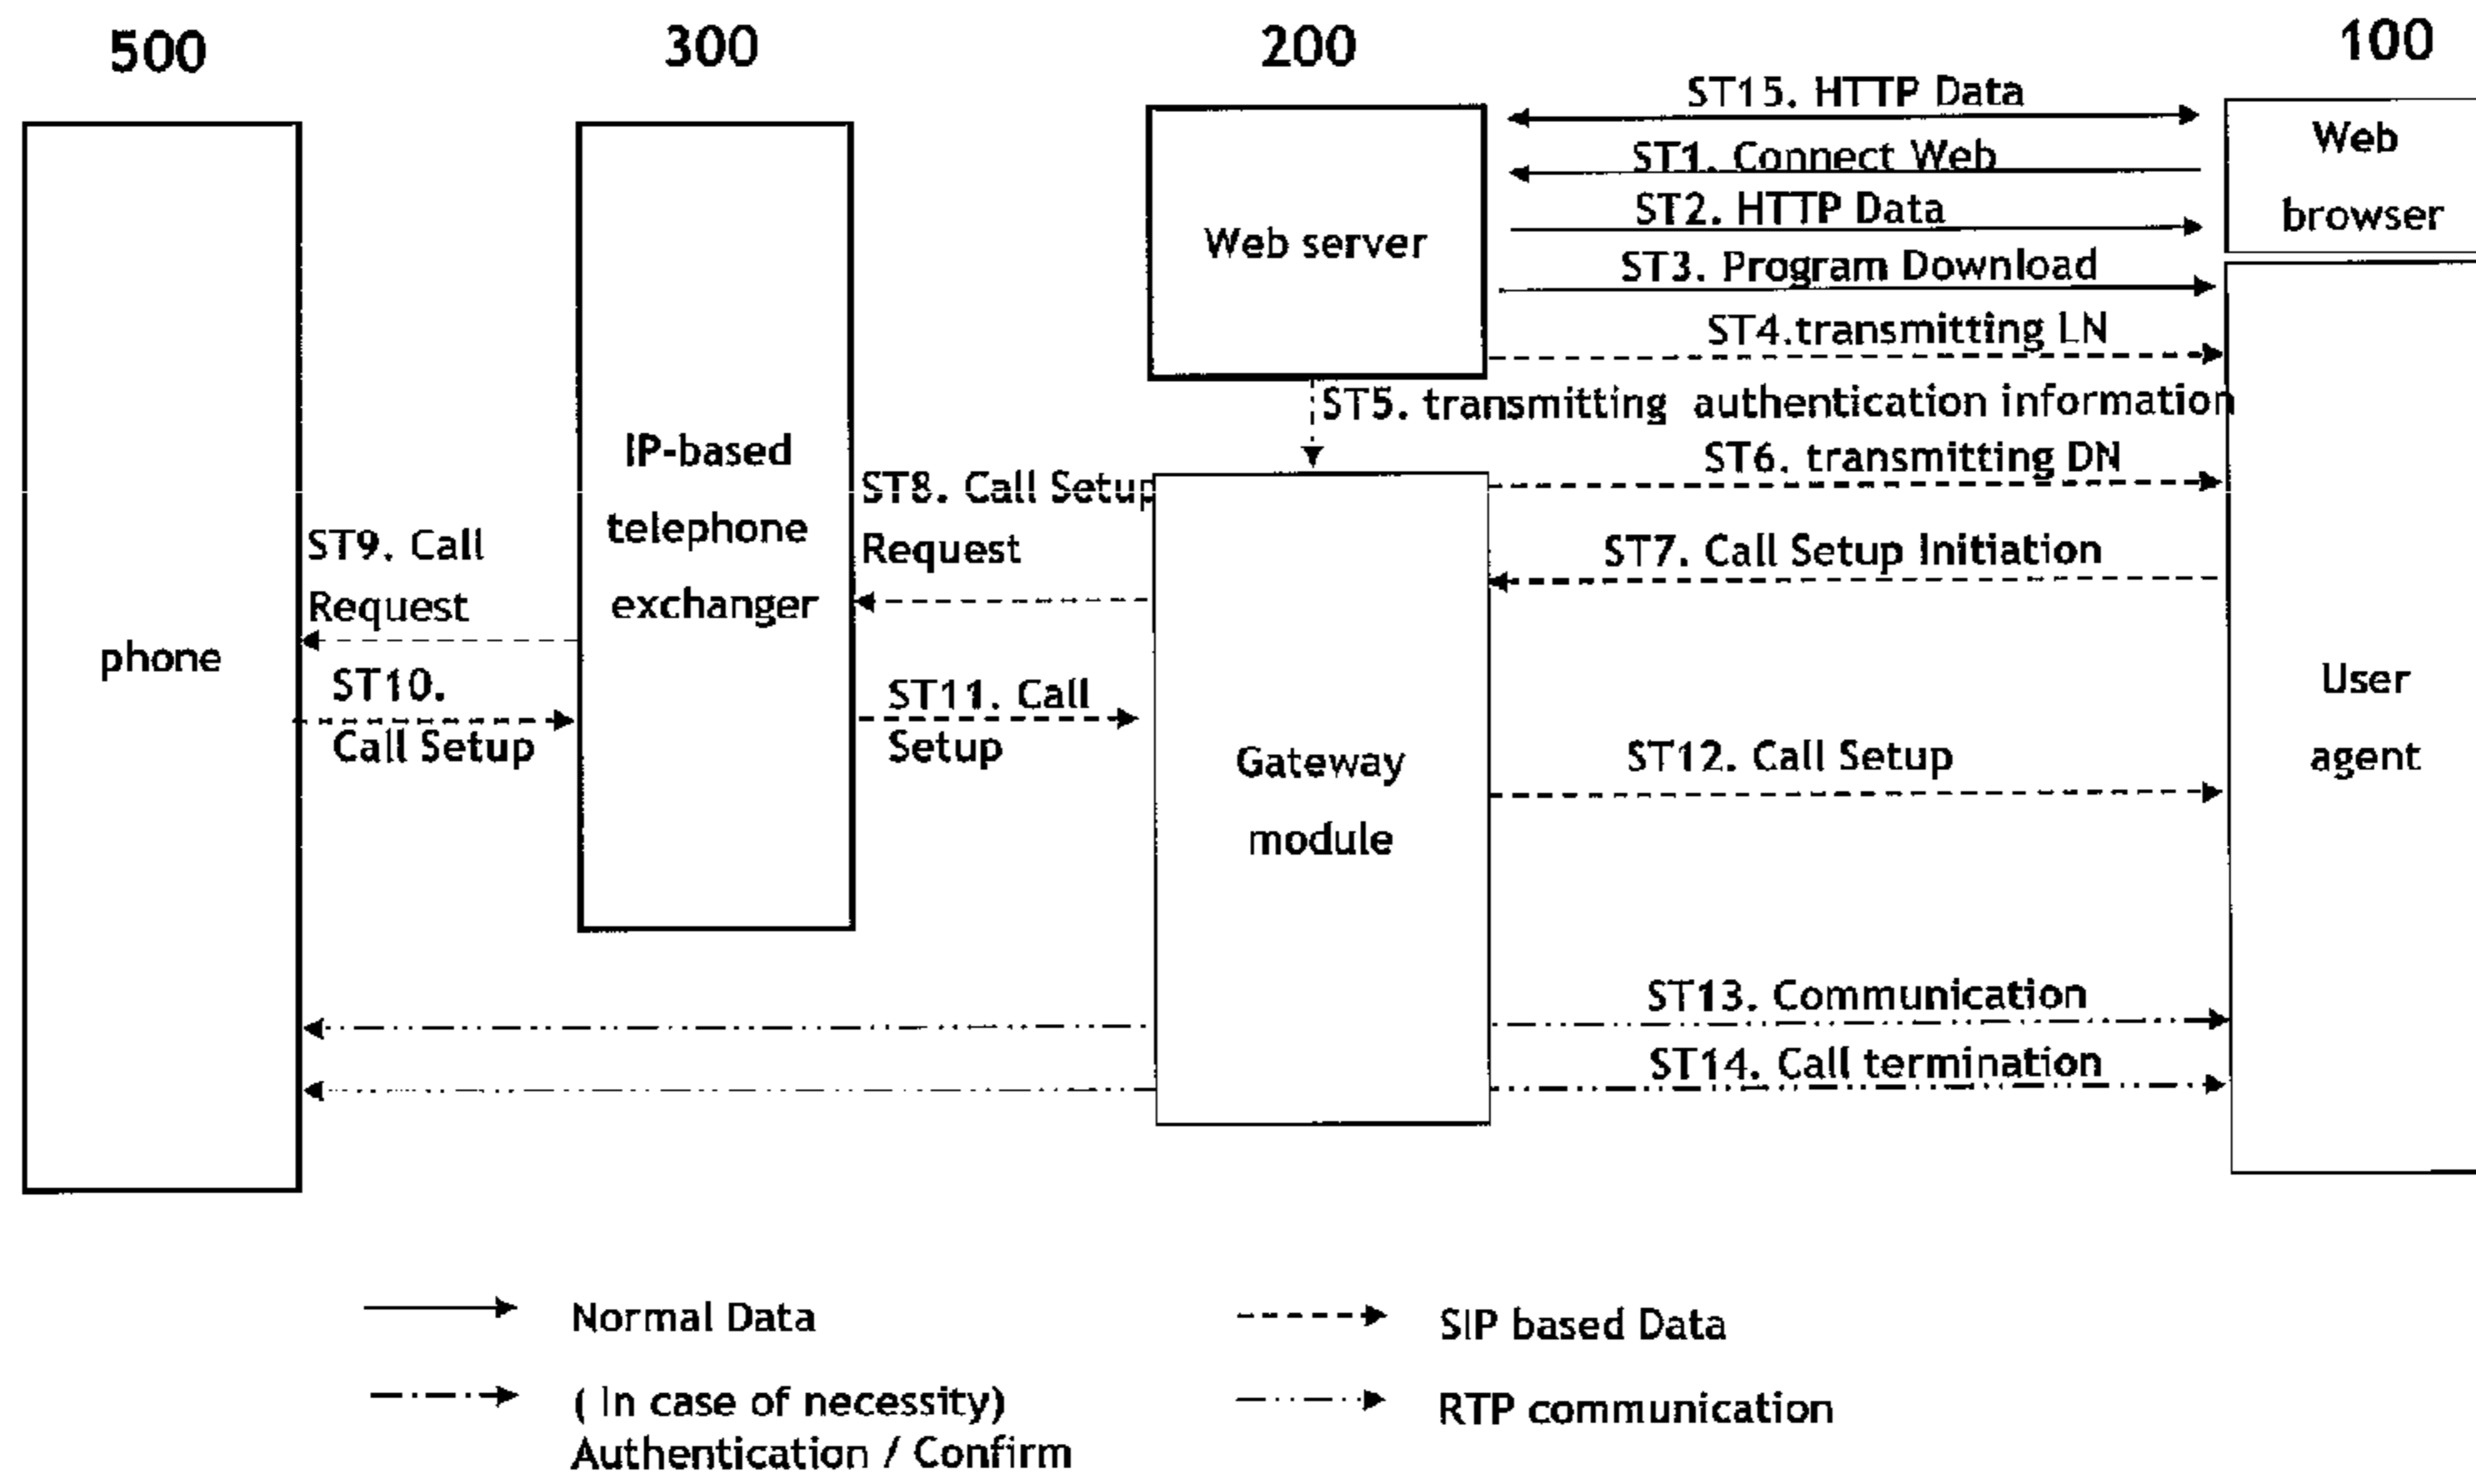 500
300
200
100
ST15. HTTP Data
ST1. Connect Web
ST2. HTTP Data
ST3. Program Download
ST4.transmitting LN
ST5. transmitting authentication information
ST6. transmitting DN
ST7. Call Setup Initiation
ST8. Call Setup
Request
ST9. Call
Request
ST10.
Call Setup
ST11. Call
Setup
ST12. Call Setup
ST13. Communication
ST14. Call termination
phone
IP-based
telephone
exchanger
Web server
Gateway
module
Web
browser
User
agent
Normal Data
SIP based Data
( In case of necessity)
Authentication / Confirm
RTP communication